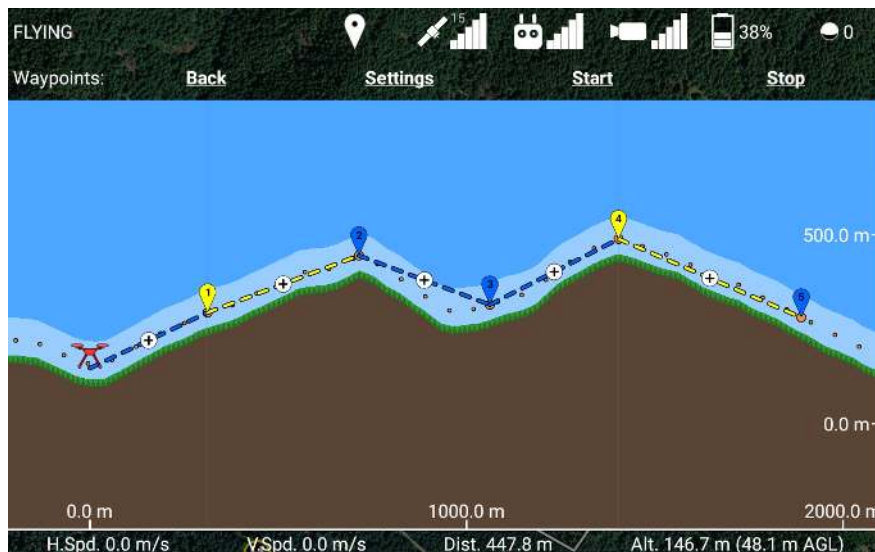 FLYING 15 38% 0
Waypoints: Back Settings Start Stop
4
500.0 m
2
1
3
5
0.0 m
0.0 m 1000.0 m 2000.0 m
H.Spd. 0.0 m/s V.Spd. 0.0 m/s Dist. 447.8 m Alt. 146.7 m (48.1 m AGL)